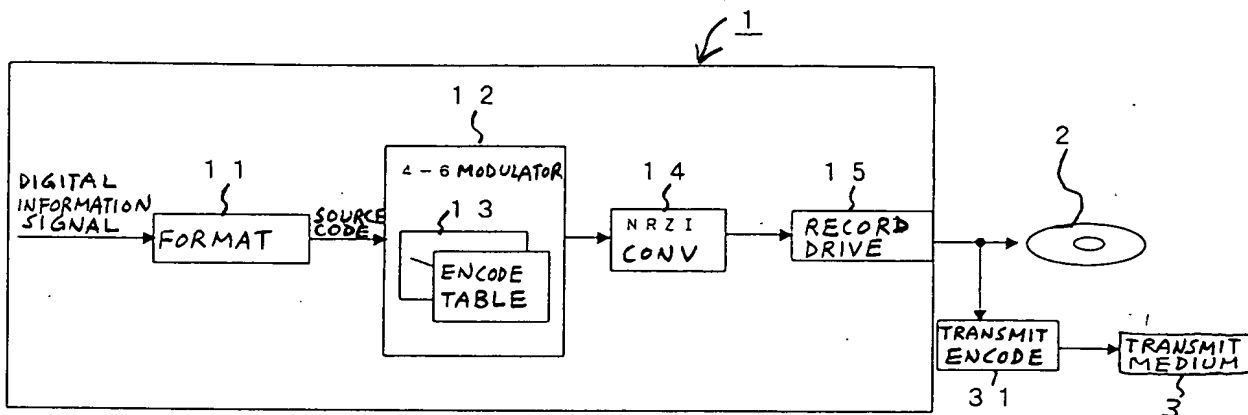 1
1 2
DIGITAL
INFORMATION
SIGNAL
1 1
FORMAT
SOURCE
CODE
4-6 MODULATOR
1 3
ENCODE
TABLE
1 4
NRZI
CONV
1 5
RECORD
DRIVE
2
TRANSMIT
ENCODE
3 1
TRANSMIT
MEDIUM
3